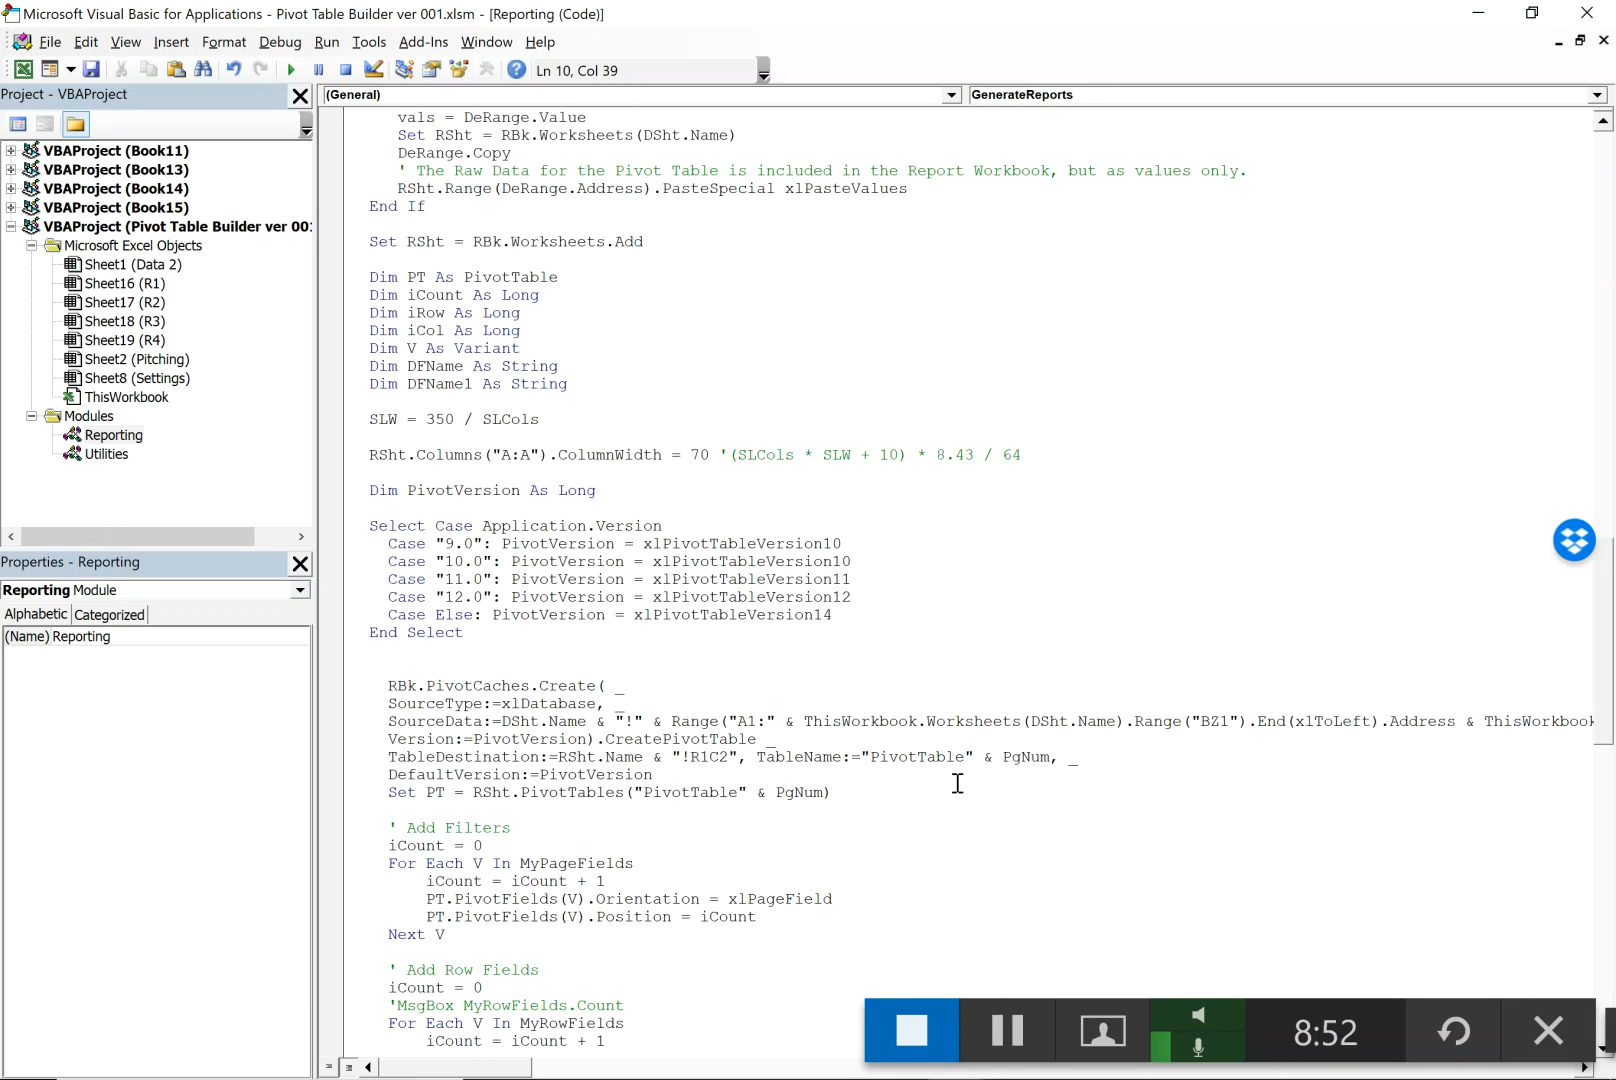 Microsoft Visual Basic for Applications - Pivot Table Builder ver 001.xlsm - [Reporting (Code)]
File Edit View Insert Format Debug Run Tools Add-Ins Window Help
Ln 10, Col 39
Project - VBAProject
VBAProject (Book11)
VBAProject (Book13)
VBAProject (Book14)
VBAProject (Book15)
VBAProject (Pivot Table Builder ver 00
Microsoft Excel Objects
Sheet1 (Data 2)
Sheet16 (R1)
Sheet17 (R2)
Sheet18 (R3)
Sheet19 (R4)
Sheet2 (Pitching)
Sheet8 (Settings)
ThisWorkbook
Modules
Reporting
Utilities
Properties - Reporting
Reporting Module
Alphabetic Categorized
(Name) Reporting
(General)
GenerateReports
vals = DeRange.Value
Set RSht = RBk.Worksheets(DSht.Name)
DeRange.Copy
' The Raw Data for the Pivot Table is included in the Report Workbook, but as values only.
RSht.Range(DeRange.Address).PasteSpecial xlPasteValues
End If
Set RSht = RBk.Worksheets.Add
Dim PT As PivotTable
Dim iCount As Long
Dim iRow As Long
Dim iCol As Long
Dim V As Variant
Dim DFName As String
Dim DFName1 As String
SLW = 350 / SLCols
RSht.Columns("A:A").ColumnWidth = 70 '(SLCols * SLW + 10) * 8.43 / 64
Dim PivotVersion As Long
Select Case Application.Version
Case "9.0": PivotVersion = xlPivotTableVersion10
Case "10.0": PivotVersion = xlPivotTableVersion10
Case "11.0": PivotVersion = xlPivotTableVersion11
Case "12.0": PivotVersion = xlPivotTableVersion12
Case Else: PivotVersion = xlPivotTableVersion14
End Select
RBk.PivotCaches.Create( _
SourceType:=xlDatabase, _
SourceData:=DSht.Name & "!" & Range("A1:" & ThisWorkbook.Worksheets(DSht.Name).Range("BZ1").End(xlToLeft).Address & ThisWorkbook
Version:=PivotVersion).CreatePivotTable _
TableDestination:=RSht.Name & "!R1C2", TableName:="PivotTable" & PgNum, _
DefaultVersion:=PivotVersion
Set PT = RSht.PivotTables("PivotTable" & PgNum)
' Add Filters
iCount = 0
For Each V In MyPageFields
iCount = iCount + 1
PT.PivotFields(V).Orientation = xlPageField
PT.PivotFields(V).Position = iCount
Next V
' Add Row Fields
iCount = 0
'MsgBox MyRowFields.Count
For Each V In MyRowFields
iCount = iCount + 1
8:52